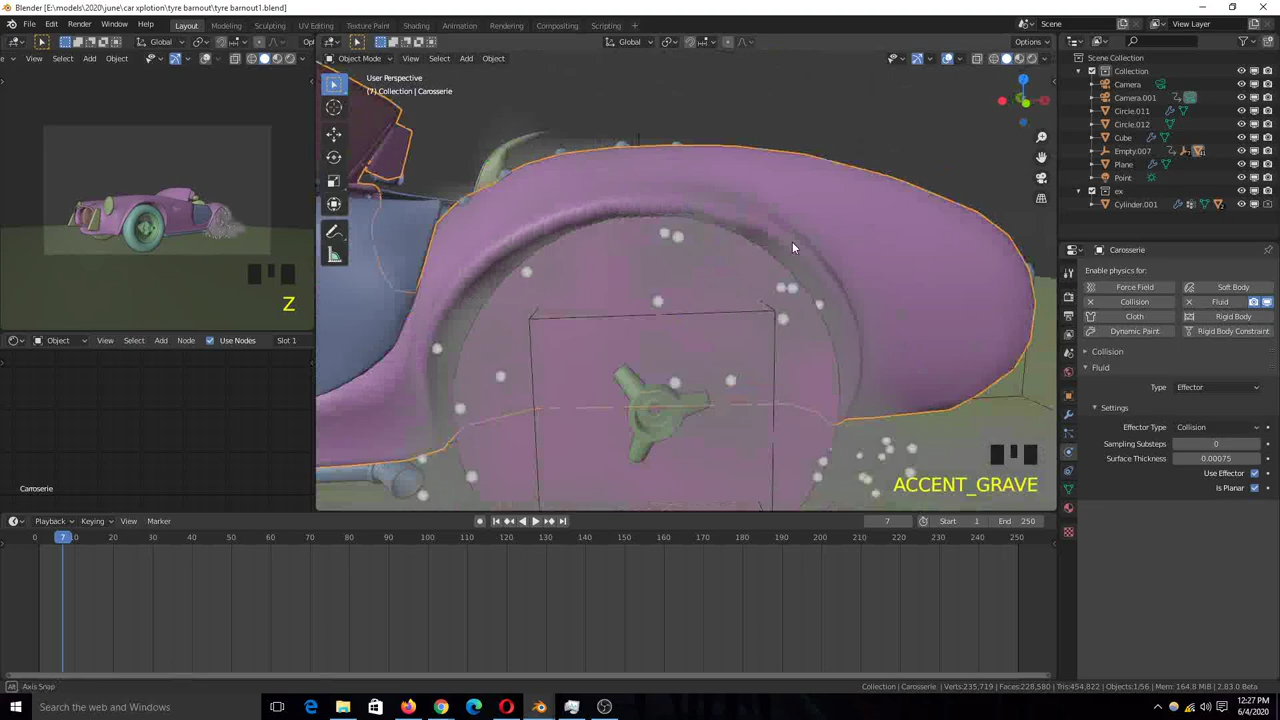 Blender [E:\models\2020\june\car xplotion\tyre barnout\tyre barnout1.blend]
File Edit Render Window Help Layout Modeling Sculpting UV Editing Texture Paint Shading Animation Rendering Compositing Scripting Scene View Layer
Global Global Options
View Select Add Object Object Mode View Select Add Object
User Perspective
(7) Collection | Carosserie
Scene Collection
Collection
Camera
Camera.001
Circle.011
Circle.012
Cube
Empty.007
Plane
Point
ex
Cylinder.001
Carosserie
Enable physics for:
Force Field Soft Body
Collision Fluid
Cloth Rigid Body
Dynamic Paint Rigid Body Constraint
Collision
Fluid
Type Effector
Settings
Effector Type Collision
Sampling Substeps 0
Surface Thickness 0.00075
Use Effector
Is Planar
Z
Object View Select Add Node Use Nodes Slot 1
Carosserie
ACCENT_GRAVE
Playback Keying View Marker 7 Start 1 End 250
0 7 10 20 30 40 50 60 70 80 90 100 110 120 130 140 150 160 170 180 190 200 210 220 230 240 250
Axis Snap Collection | Carosserie | Verts:235,719 | Faces:228,580 | Tris:454,822 | Objects:1/56 | Mem: 164.8 MiB | 2.83.0 Beta
Search the web and Windows
12:27 PM
6/4/2020